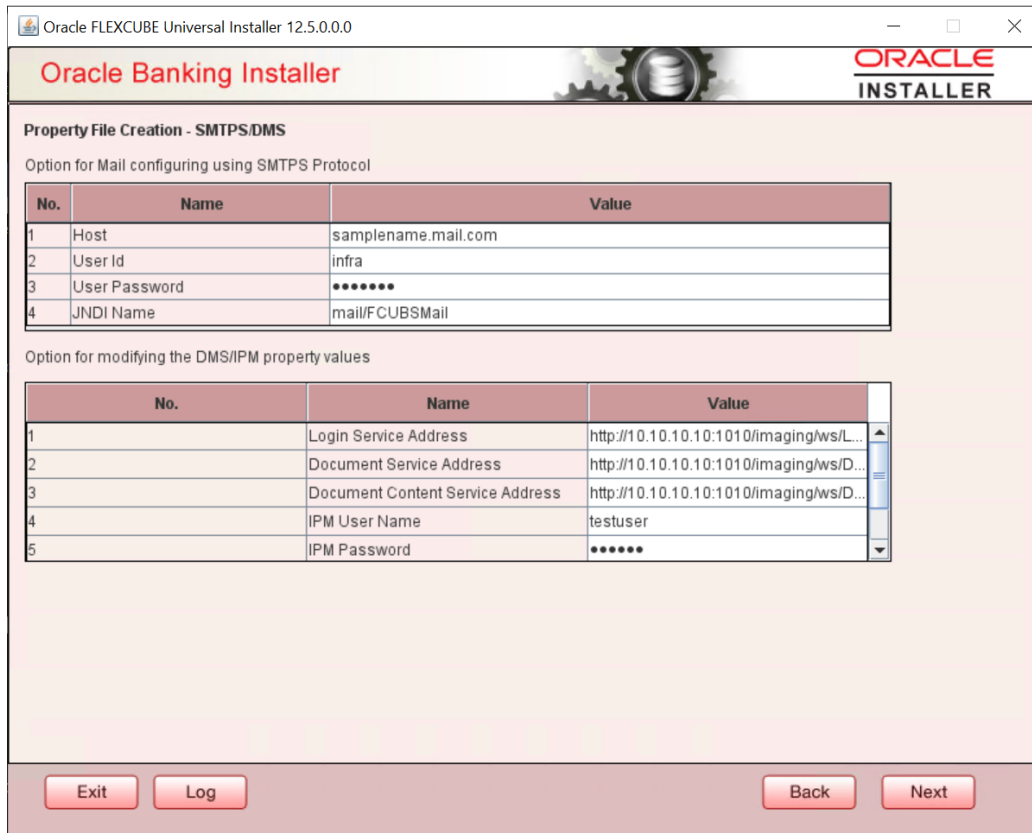 Oracle FLEXCUBE Universal Installer 12.5.0.0.0
Oracle Banking Installer
ORACLE
INSTALLER
Property File Creation - SMTPS/DMS
Option for Mail configuring using SMTPS Protocol
No. Name Value
1 Host samplename.mail.com
2 User Id infra
3 User Password •••••••
4 JNDI Name mail/FCUBSMail
Option for modifying the DMS/IPM property values
No. Name Value
1 Login Service Address http://10.10.10.10:1010/imaging/ws/L...
2 Document Service Address http://10.10.10.10:1010/imaging/ws/D...
3 Document Content Service Address http://10.10.10.10:1010/imaging/ws/D...
4 IPM User Name testuser
5 IPM Password ••••••
Exit Log Back Next